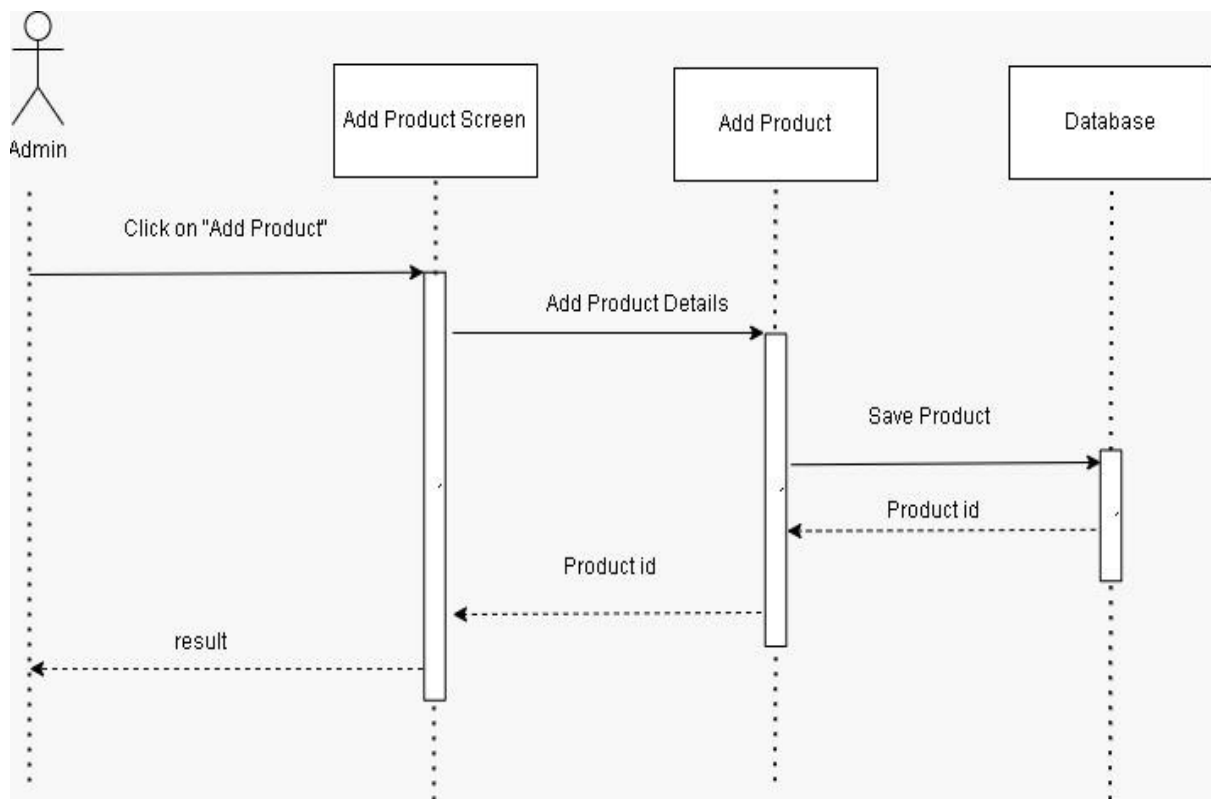 Admin
Add Product Screen
Add Product
Database
Click on "Add Product"
Add Product Details
Save Product
Product id
Product id
result